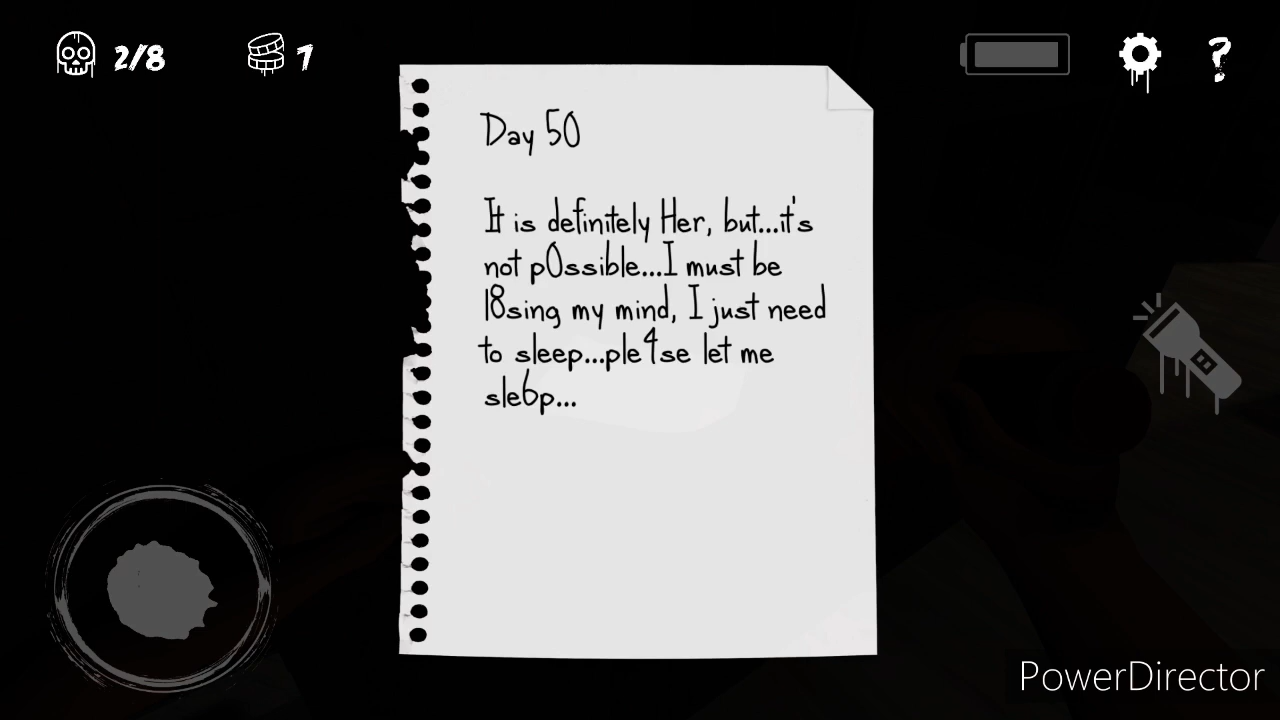 2/8 1
Day 50
It is definitely Her, but...it's
not p0ssible...I must be
l8sing my mind, I just need
to sleep...ple4se let me
sle6p...
PowerDirector